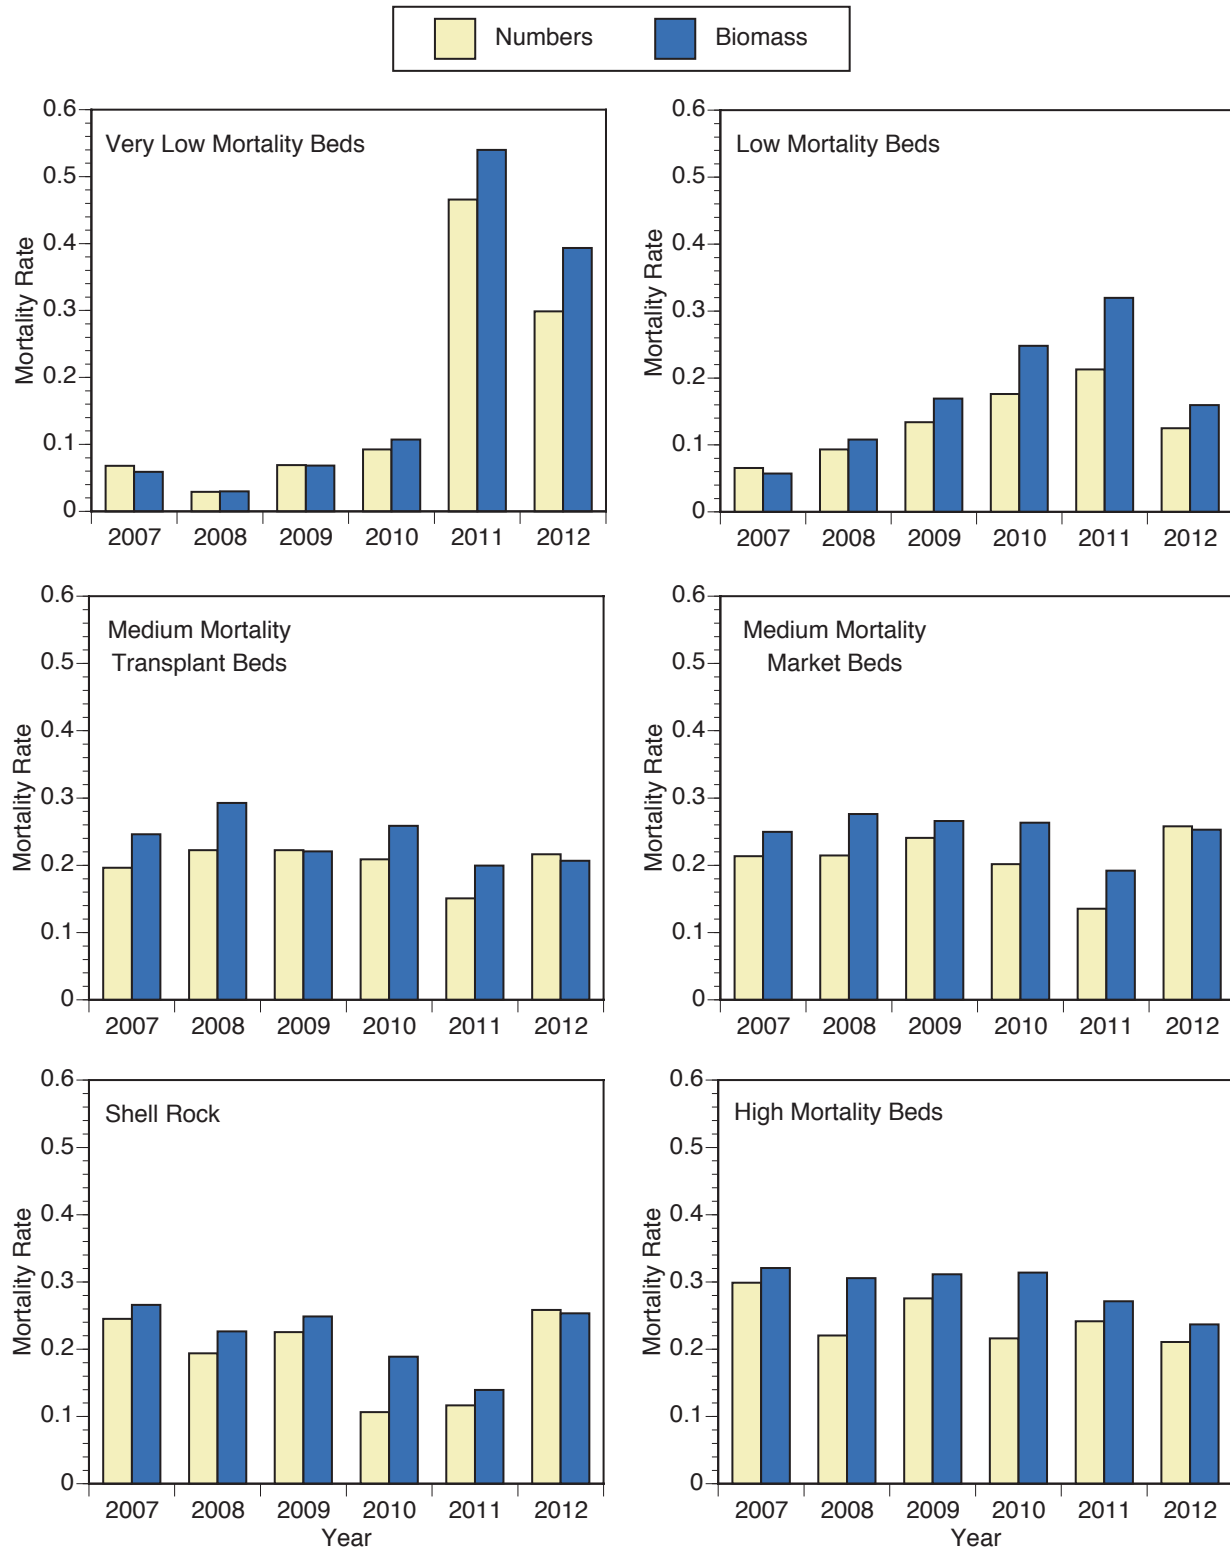 Numbers Biomass
0.6
0.5
0.4
0.3
0.2
0.1
0
Mortality Rate
Very Low Mortality Beds
2007 2008 2009 2010 2011 2012
0.6
0.5
0.4
0.3
0.2
0.1
0
Mortality Rate
Low Mortality Beds
2007 2008 2009 2010 2011 2012
0.6
0.5
0.4
0.3
0.2
0.1
0
Mortality Rate
Medium Mortality
Transplant Beds
2007 2008 2009 2010 2011 2012
0.6
0.5
0.4
0.3
0.2
0.1
0
Mortality Rate
Medium Mortality
Market Beds
2007 2008 2009 2010 2011 2012
0.6
0.5
0.4
0.3
0.2
0.1
0
Mortality Rate
Shell Rock
2007 2008 2009 2010 2011 2012
Year
0.6
0.5
0.4
0.3
0.2
0.1
0
Mortality Rate
High Mortality Beds
2007 2008 2009 2010 2011 2012
Year